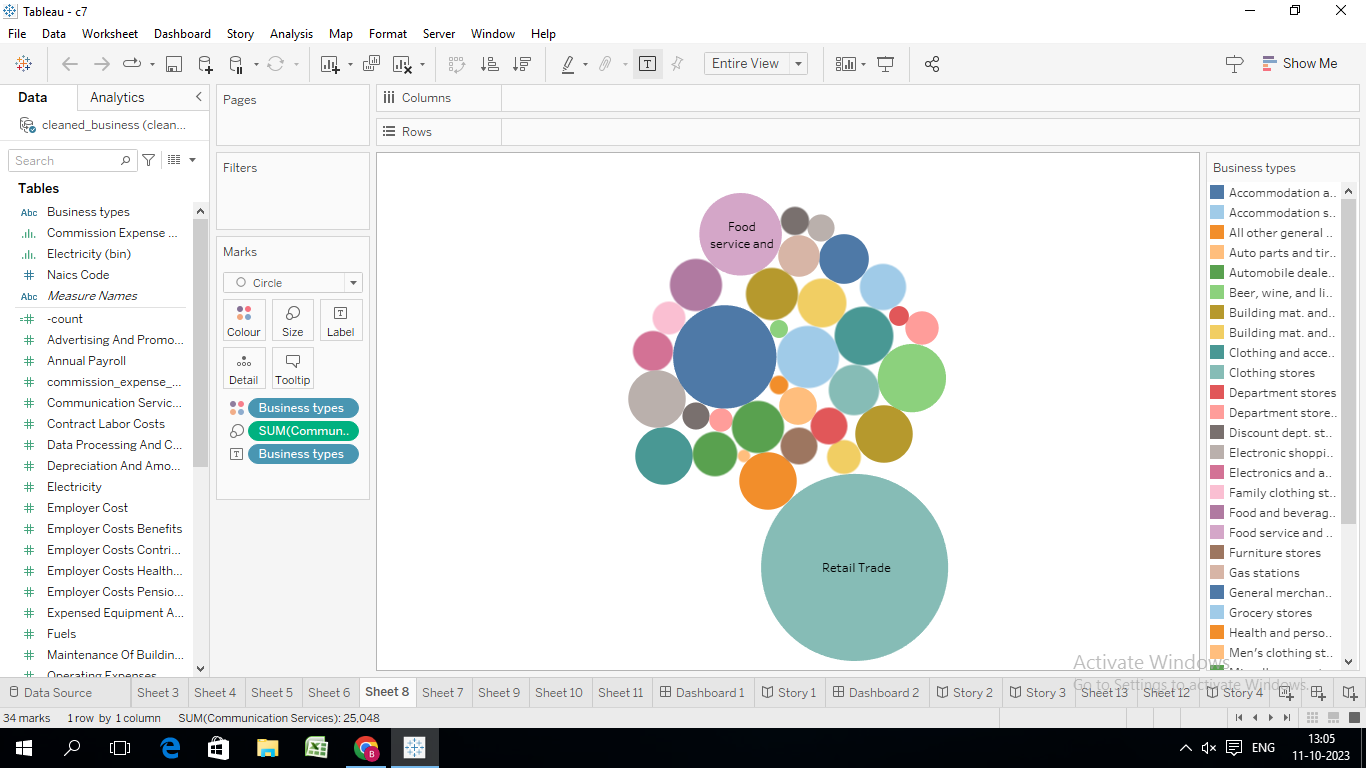 Tableau - c7
File Data Worksheet Dashboard Story Analysis Map Format Server Window Help
Entire View
Show Me
Data Analytics
cleaned_business (clean...
Search
Tables
Abc Business types
Commission Expense ...
Electricity (bin)
Naics Code
Abc Measure Names
-count
Advertising And Promo...
Annual Payroll
commission_expense_...
Communication Servic...
Contract Labor Costs
Data Processing And C...
Depreciation And Amo...
Electricity
Employer Cost
Employer Costs Benefits
Employer Costs Contri...
Employer Costs Health...
Employer Costs Pensio...
Expensed Equipment A...
Fuels
Maintenance Of Buildin...
Operating Expenses
Pages
Filters
Marks
Circle
Colour Size Label
Detail Tooltip
Business types
SUM(Commun..
Business types
Columns
Rows
Food
service and
Retail Trade
Business types
Accommodation a..
Accommodation s..
All other general ..
Auto parts and tir..
Automobile deale..
Beer, wine, and li..
Building mat. and..
Building mat. and..
Clothing and acce..
Clothing stores
Department stores
Department store..
Discount dept. st..
Electronic shoppi..
Electronics and a..
Family clothing st..
Food and beverag..
Food service and ..
Furniture stores
Gas stations
General merchan..
Grocery stores
Health and perso..
Men's clothing st..
Activate Windows
Go to Settings to activate Windows.
Data Source Sheet 3 Sheet 4 Sheet 5 Sheet 6 Sheet 8 Sheet 7 Sheet 9 Sheet 10 Sheet 11 Dashboard 1 Story 1 Dashboard 2 Story 2 Story 3 Sheet 13 Sheet 12 Story 4
34 marks 1 row by 1 column SUM(Communication Services): 25,048
B
ENG
13:05
11-10-2023